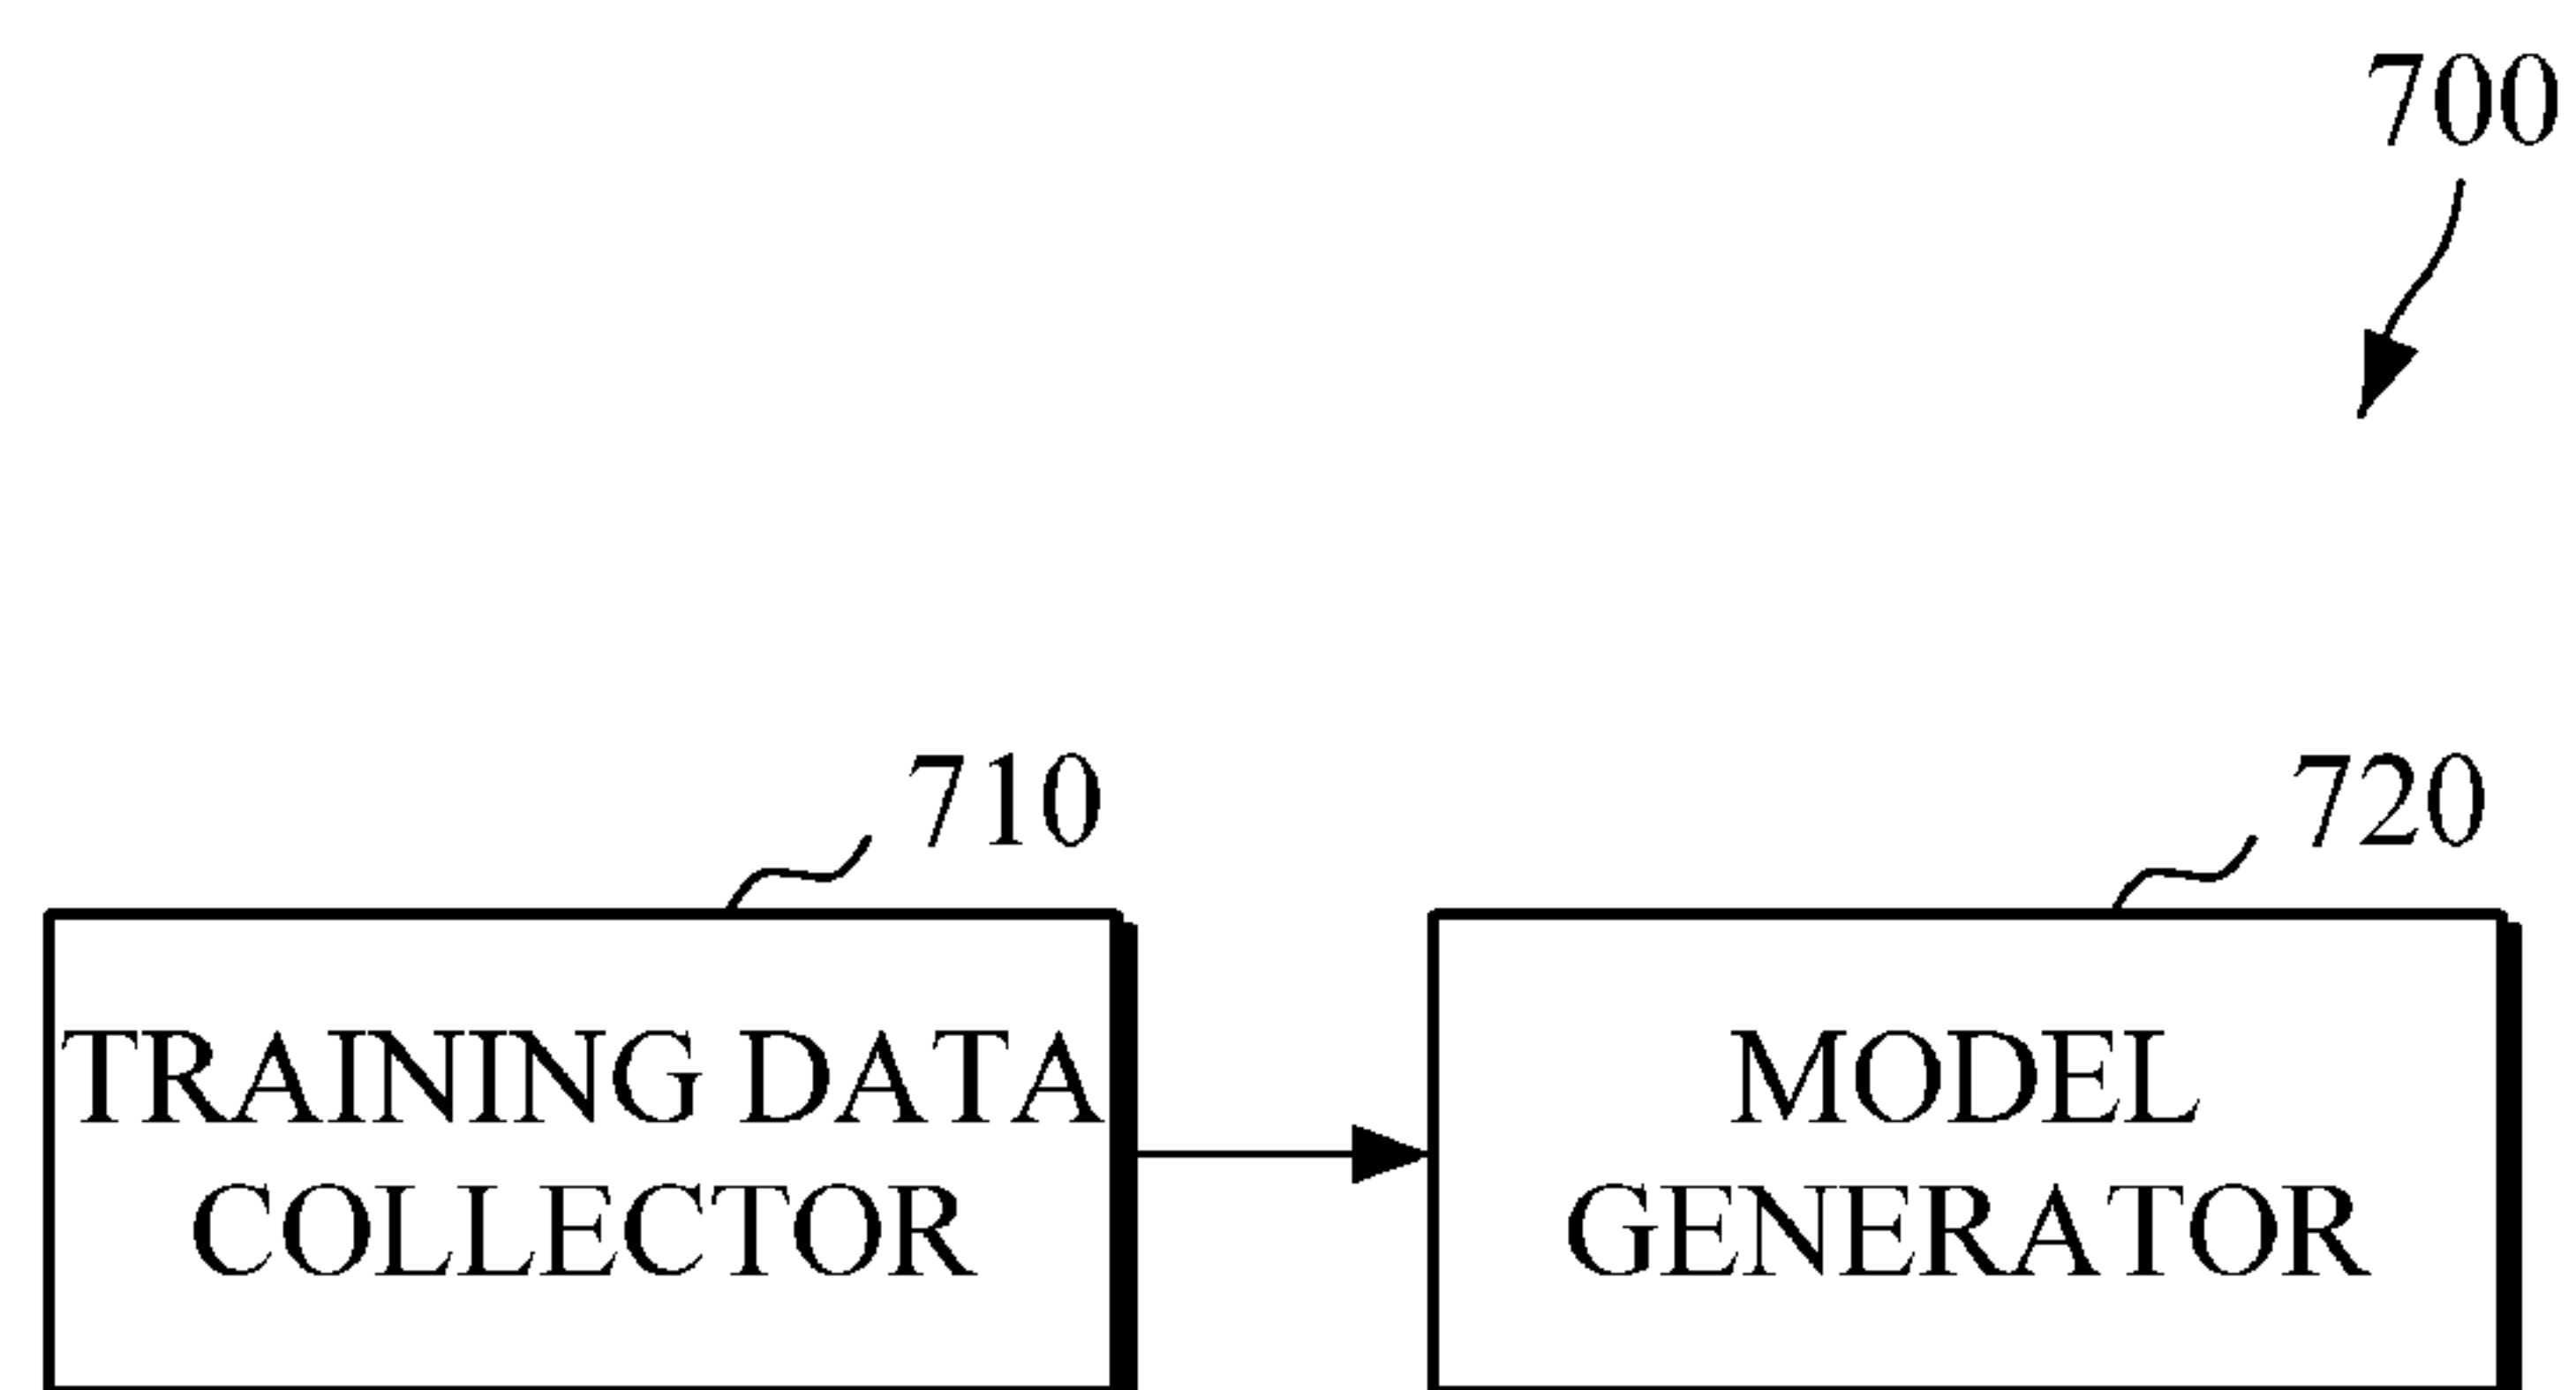 700
710
720
TRAINING DATA
COLLECTOR
MODEL
GENERATOR